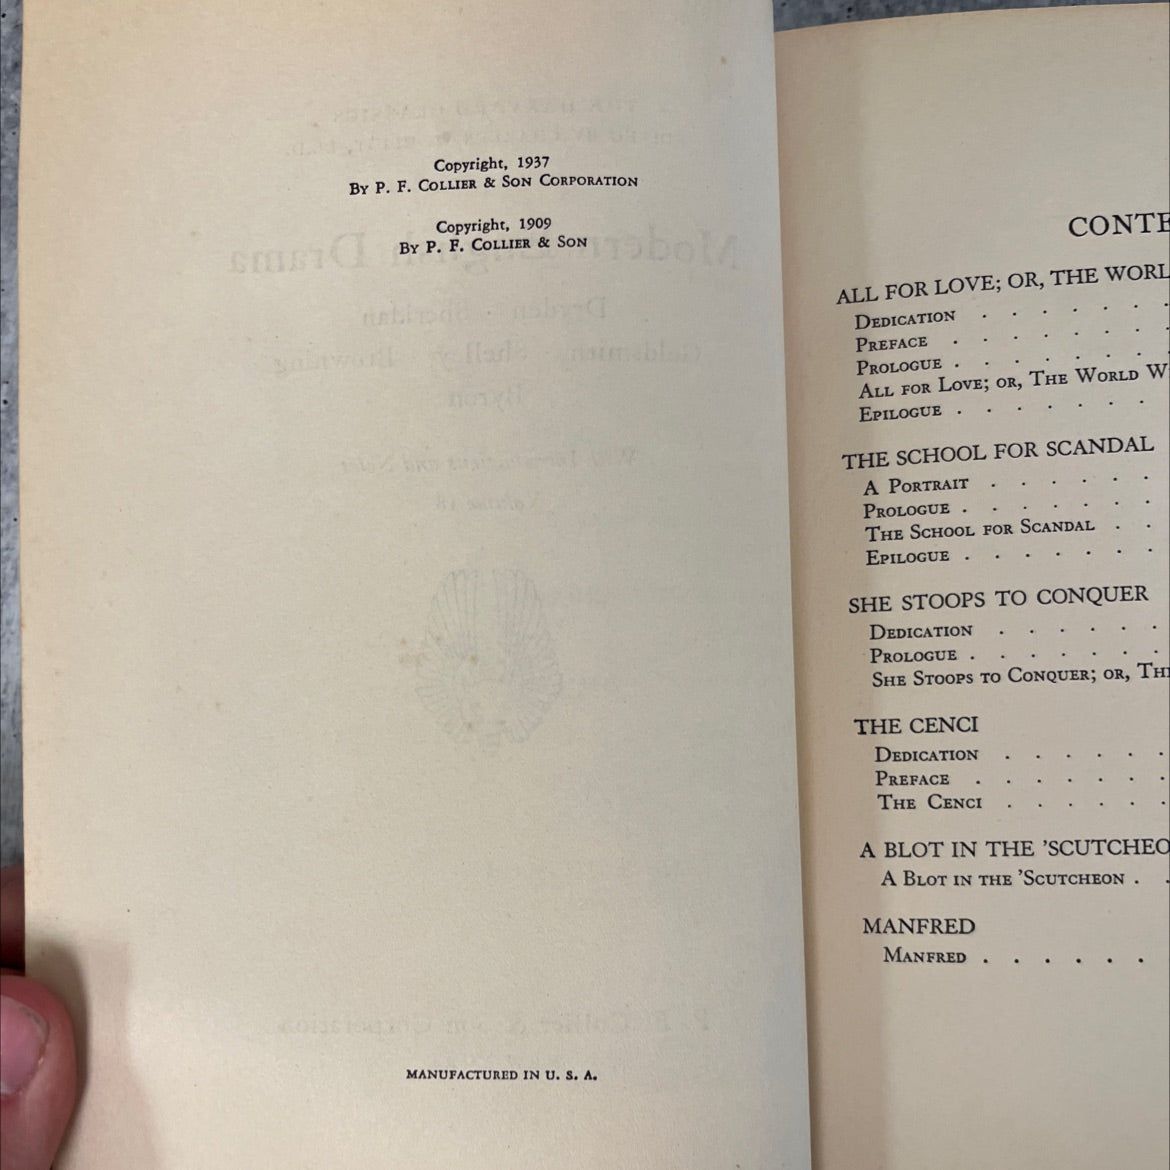 Copyright, 1937
By P. F. Collier & Son Corporation
Copyright, 1909
By P. F. Collier & Son
MANUFACTURED IN U. S. A.
CONTE
ALL FOR LOVE; OR, THE WORL
Dedication . . . . . .
Preface . . . . . . .
Prologue . . . . . . .
All for Love; or, The World W
Epilogue . . . . . . .
THE SCHOOL FOR SCANDAL
A Portrait . . . . . .
Prologue . . . . . . .
The School for Scandal . .
Epilogue . . . . . . .
SHE STOOPS TO CONQUER
Dedication . . . . . .
Prologue . . . . . . .
She Stoops to Conquer; or, The
THE CENCI
Dedication . . . . . .
Preface . . . . . . .
The Cenci . . . . . .
A BLOT IN THE 'SCUTCHEO
A Blot in the 'Scutcheon . .
MANFRED
Manfred . . . . . .